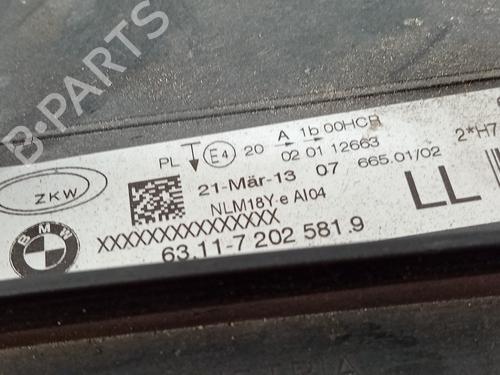 B-PARTS
ZKW
BMW
PL E4 20 A 1b 00HCR
02 01 12663
2*H7
21-Mär-13 07 665.01/02
NLM18Y-e Al04
LL
XXXXXXXXXXXXXXX
63.11-7 202 581.9